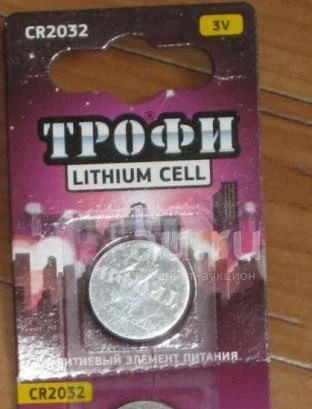 CR2032
3V
ТРОФИ®
LITHIUM CELL
ЛИТИЕВЫЙ ЭЛЕМЕНТ ПИТАНИЯ
CR2032